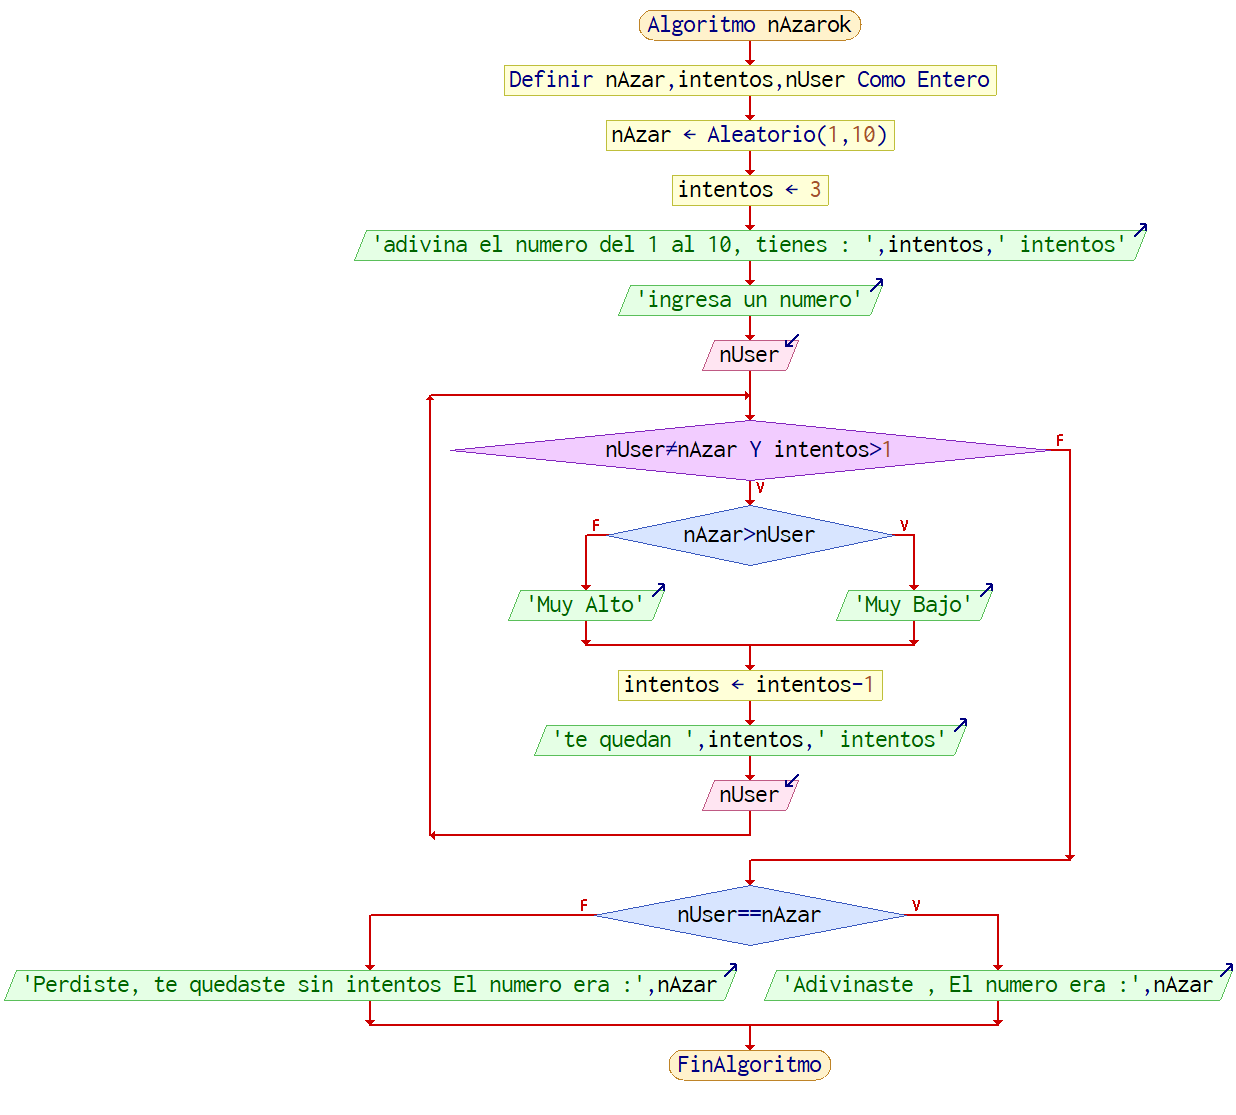 Algoritmo nAzarok
Definir nAzar,intentos,nUser Como Entero
nAzar ← Aleatorio(1,10)
intentos ← 3
'adivina el numero del 1 al 10, tienes : ',intentos,' intentos'
'ingresa un numero'
nUser
nUser≠nAzar Y intentos>1
F
V
nAzar>nUser
F
V
'Muy Alto'
'Muy Bajo'
intentos ← intentos-1
'te quedan ',intentos,' intentos'
nUser
nUser==nAzar
F
V
'Perdiste, te quedaste sin intentos El numero era :',nAzar
'Adivinaste , El numero era :',nAzar
FinAlgoritmo